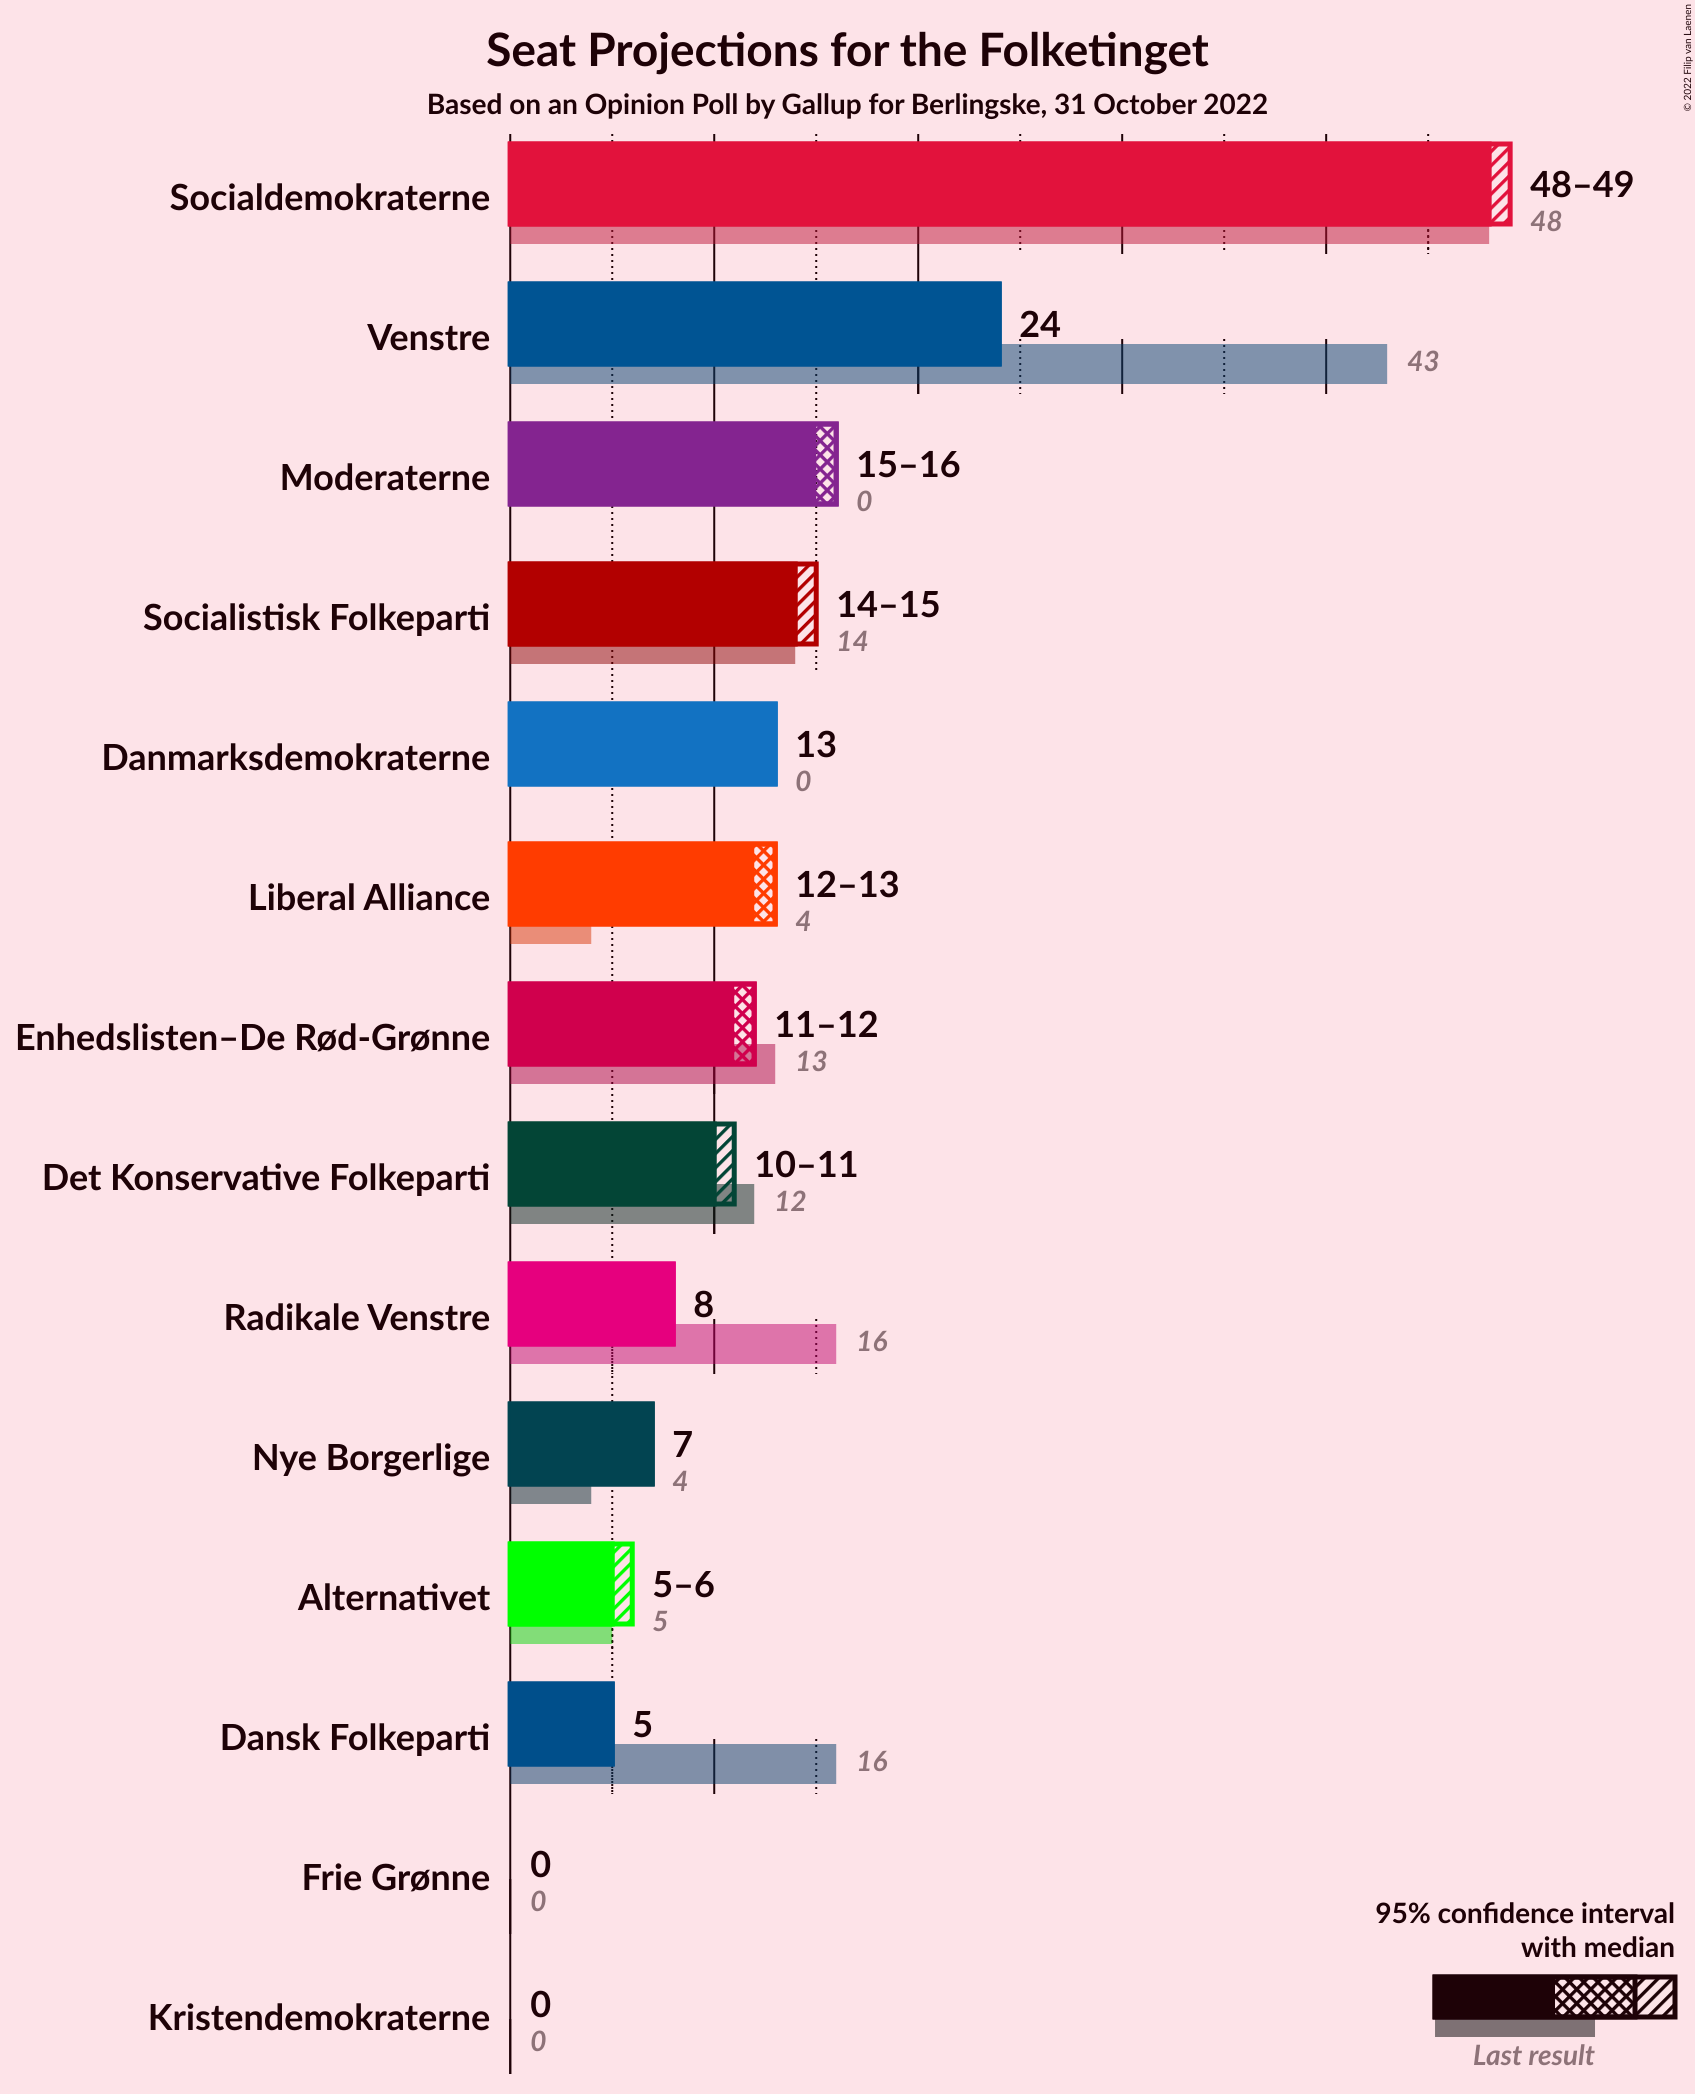 Seat Projections for the Folketinget
Based on an Opinion Poll by Gallup for Berlingske, 31 October 2022
© 2022 Filip van Laenen
Socialdemokraterne
48–49
48
Venstre
24
43
Moderaterne
15–16
0
Socialistisk Folkeparti
14–15
14
Danmarksdemokraterne
13
0
Liberal Alliance
12–13
4
Enhedslisten–De Rød-Grønne
11–12
13
Det Konservative Folkeparti
10–11
12
Radikale Venstre
8
16
Nye Borgerlige
7
4
Alternativet
5–6
5
Dansk Folkeparti
5
16
Frie Grønne
0
0
Kristendemokraterne
0
0
95% confidence interval
with median
Last result